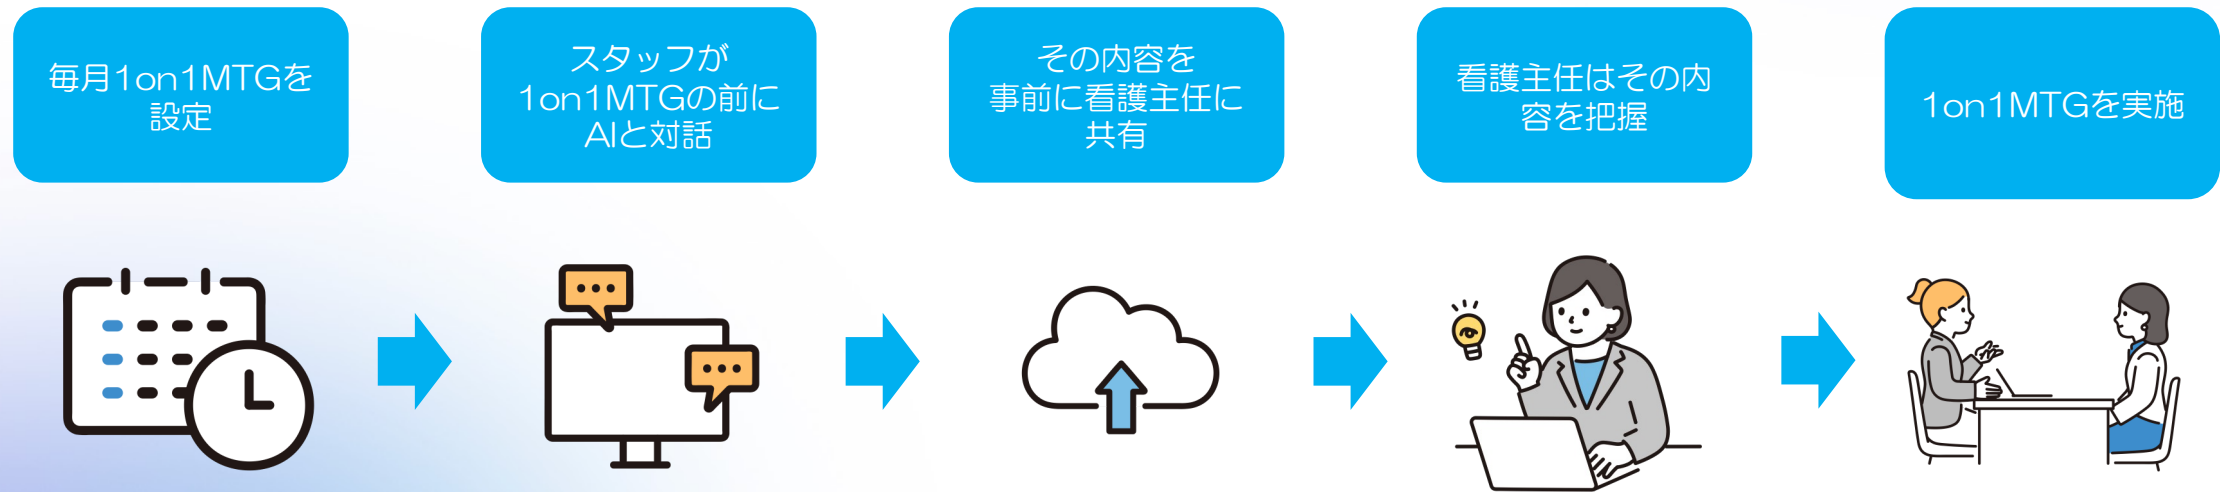 毎月1on1MTGを
設定
スタッフが
1on1MTGの前に
AIと対話
その内容を
事前に看護主任に
共有
看護主任はその内
容を把握
1on1MTGを実施